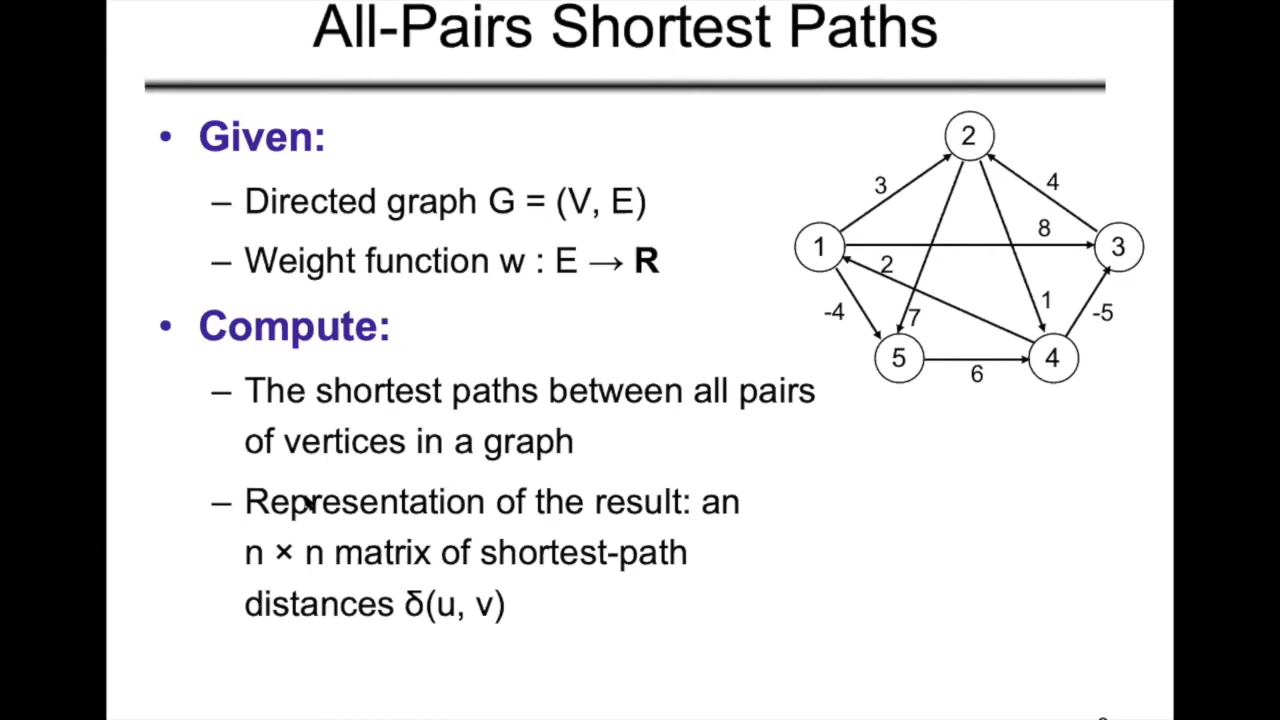 All-Pairs Shortest Paths
• Given:
– Directed graph G = (V, E)
– Weight function w : E → R
• Compute:
– The shortest paths between all pairs
of vertices in a graph
– Representation of the result: an
n × n matrix of shortest-path
distances δ(u, v)
2
3
4
8
1
3
2
-4
7
1
-5
5
4
6